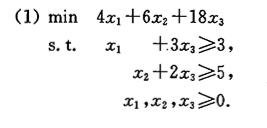 (1) min 4x₁+6x₂+18x₃
s. t. x₁ +3x₃⩾3,
x₂+2x₃⩾5,
x₁,x₂,x₃⩾0.